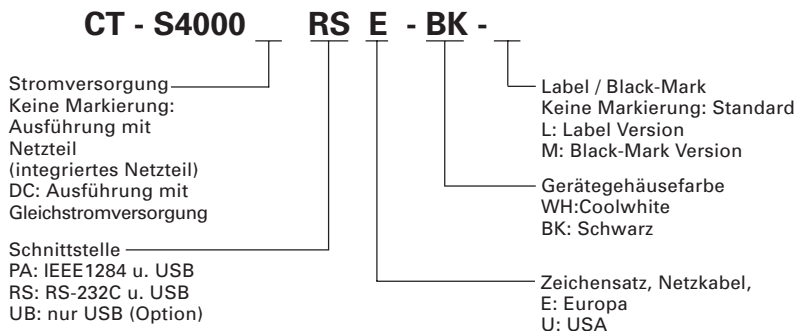 CT - S4000 __ RS E - BK - __
Stromversorgung
Keine Markierung:
Ausführung mit
Netzteil
(integriertes Netzteil)
DC: Ausführung mit
Gleichstromversorgung
Schnittstelle
PA: IEEE1284 u. USB
RS: RS-232C u. USB
UB: nur USB (Option)
Label / Black-Mark
Keine Markierung: Standard
L: Label Version
M: Black-Mark Version
Gerätegehäusefarbe
WH:Coolwhite
BK: Schwarz
Zeichensatz, Netzkabel,
E: Europa
U: USA